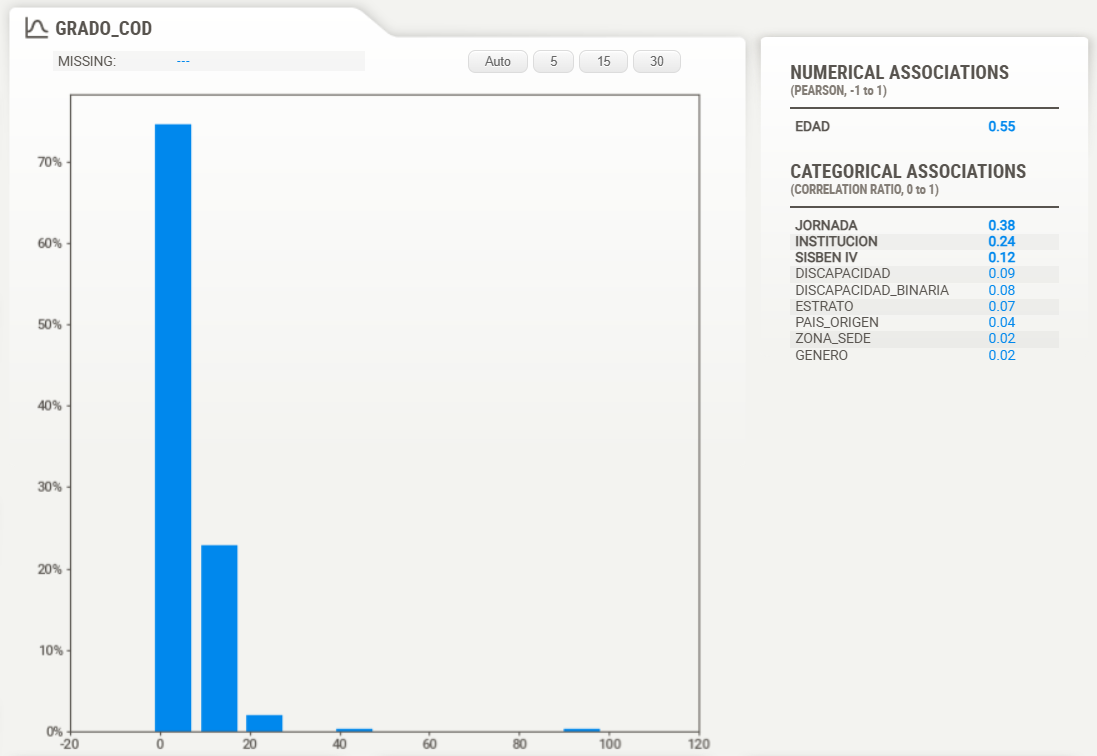 GRADO_COD
MISSING: ---
Auto 5 15 30
70%
60%
50%
40%
30%
20%
10%
0%
-20 0 20 40 60 80 100 120
NUMERICAL ASSOCIATIONS
(PEARSON, -1 to 1)
EDAD 0.55
CATEGORICAL ASSOCIATIONS
(CORRELATION RATIO, 0 to 1)
JORNADA 0.38
INSTITUCION 0.24
SISBEN IV 0.12
DISCAPACIDAD 0.09
DISCAPACIDAD_BINARIA 0.08
ESTRATO 0.07
PAIS_ORIGEN 0.04
ZONA_SEDE 0.02
GENERO 0.02